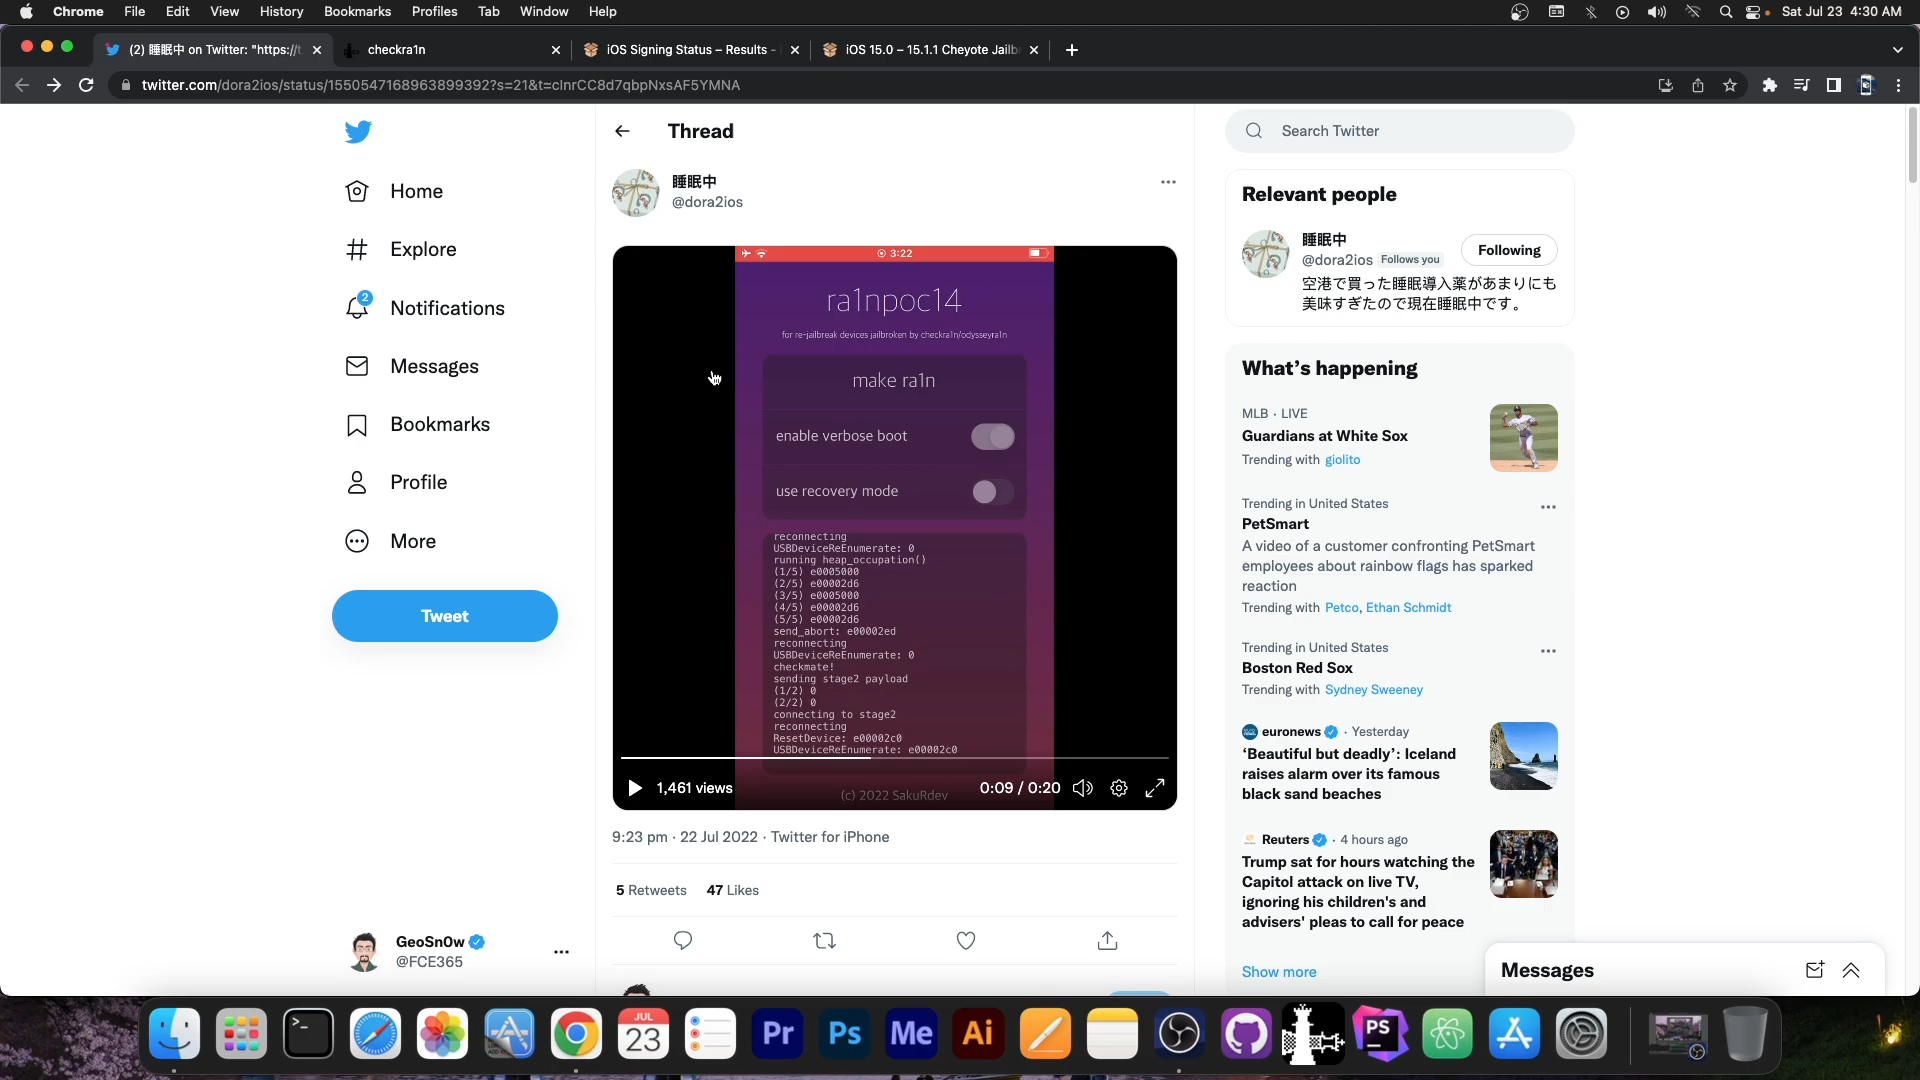 Chrome File Edit View History Bookmarks Profiles Tab Window Help Sat Jul 23 4:30 AM
(2) 睡眠中 on Twitter: "https://t. checkra1n iOS Signing Status – Results - iOS 15.0 – 15.1.1 Cheyote Jailb
twitter.com/dora2ios/status/1550547168963899392?s=21&t=clnrCC8d7qbpNxsAF5YMNA
Home
Explore
2
Notifications
Messages
Bookmarks
Profile
More
Tweet
GeoSn0w
@FCE365
Thread
睡眠中
@dora2ios
3:22
ra1npoc14
for re-jailbreak devices jailbroken by checkra1n/odysseyra1n
make ra1n
enable verbose boot
use recovery mode
reconnecting
USBDeviceReEnumerate: 0
running heap_occupation()
(1/5) e0005000
(2/5) e00002d6
(3/5) e0005000
(4/5) e00002d6
(5/5) e00002d6
send_abort: e00002ed
reconnecting
USBDeviceReEnumerate: 0
checkmate!
sending stage2 payload
(1/2) 0
(2/2) 0
connecting to stage2
reconnecting
ResetDevice: e00002c0
USBDeviceReEnumerate: e00002c0
1,461 views
0:09 / 0:20
(c) 2022 SakuRdev
9:23 pm · 22 Jul 2022 · Twitter for iPhone
5 Retweets 47 Likes
Search Twitter
Relevant people
睡眠中
@dora2ios Follows you
Following
空港で買った睡眠導入薬があまりにも
美味すぎたので現在睡眠中です。
What's happening
MLB · LIVE
Guardians at White Sox
Trending with giolito
Trending in United States
PetSmart
A video of a customer confronting PetSmart
employees about rainbow flags has sparked
reaction
Trending with Petco, Ethan Schmidt
Trending in United States
Boston Red Sox
Trending with Sydney Sweeney
euronews · Yesterday
'Beautiful but deadly': Iceland
raises alarm over its famous
black sand beaches
Reuters · 4 hours ago
Trump sat for hours watching the
Capitol attack on live TV,
ignoring his children's and
advisers' pleas to call for peace
Show more
Messages
JUL
23
Pr Ps Me Ai PS